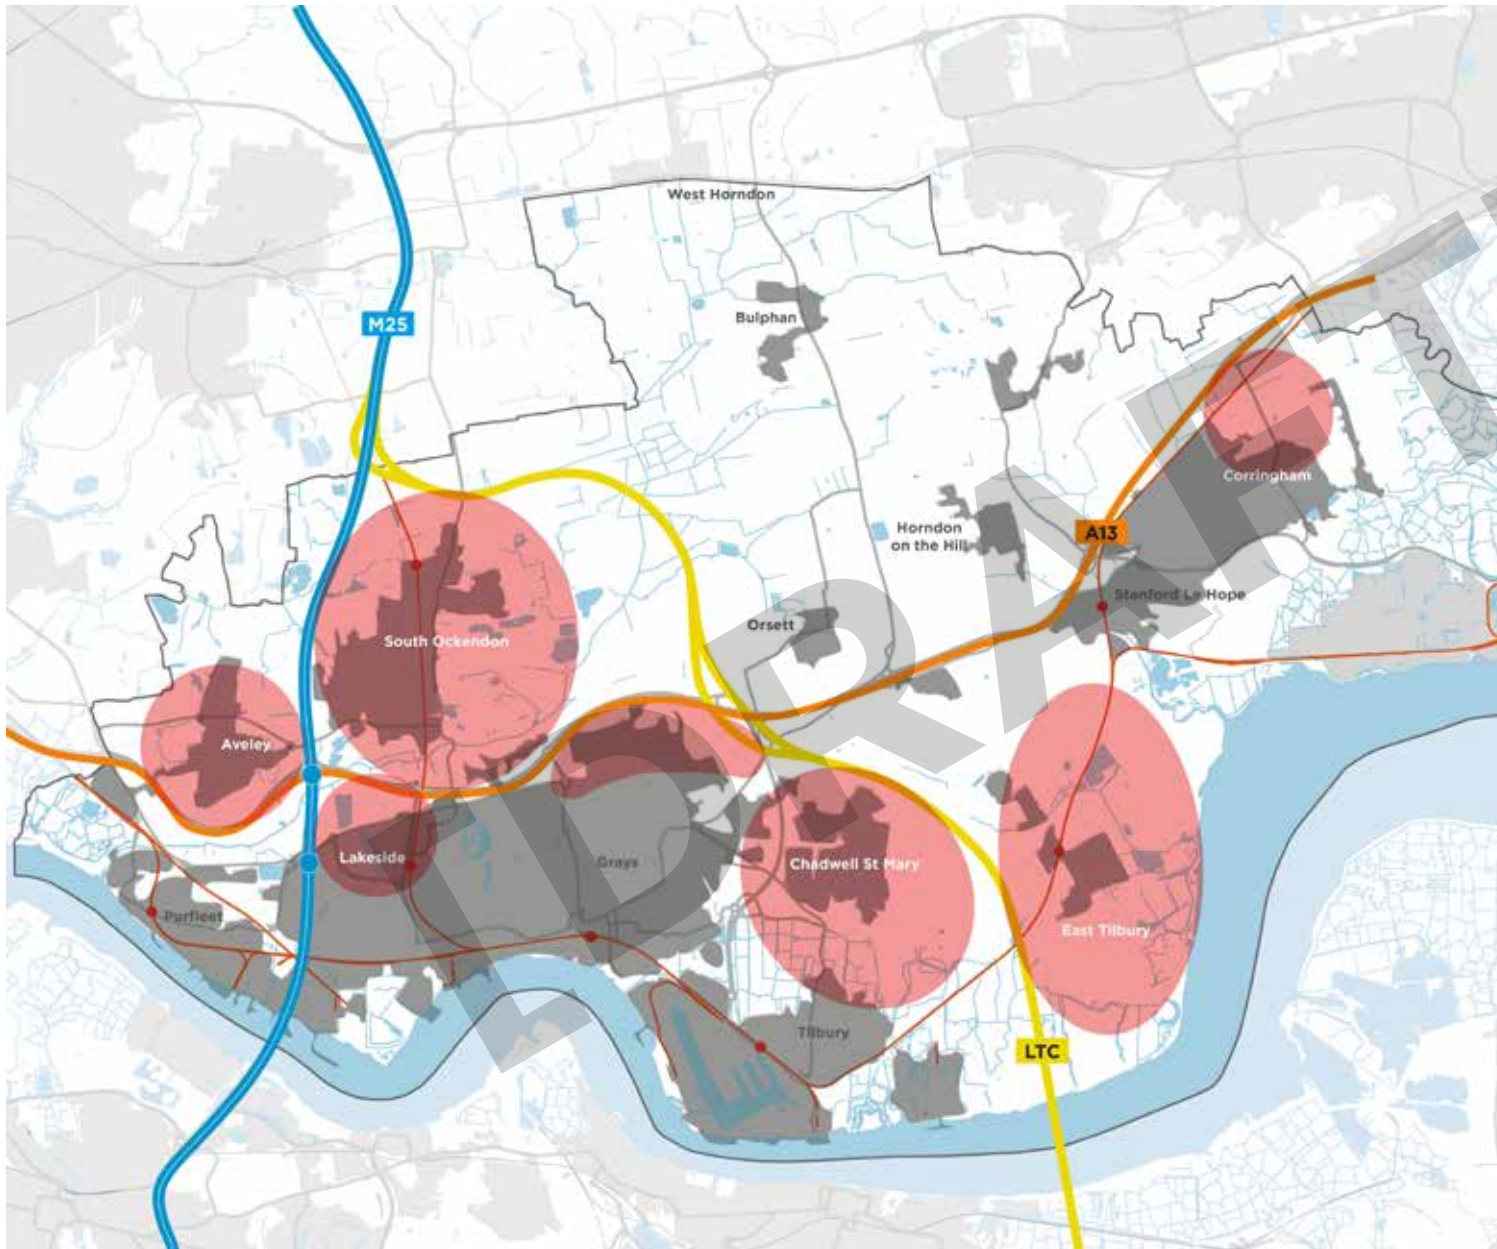 West Horndon
Bulphan
M25
Corringham
Horndon
on the Hill
A13
Stanford Le Hope
Orsett
South Ockendon
Aveley
Lakeside
Grays
Chadwell St Mary
Purfleet
East Tilbury
Tilbury
LTC
DRAFT